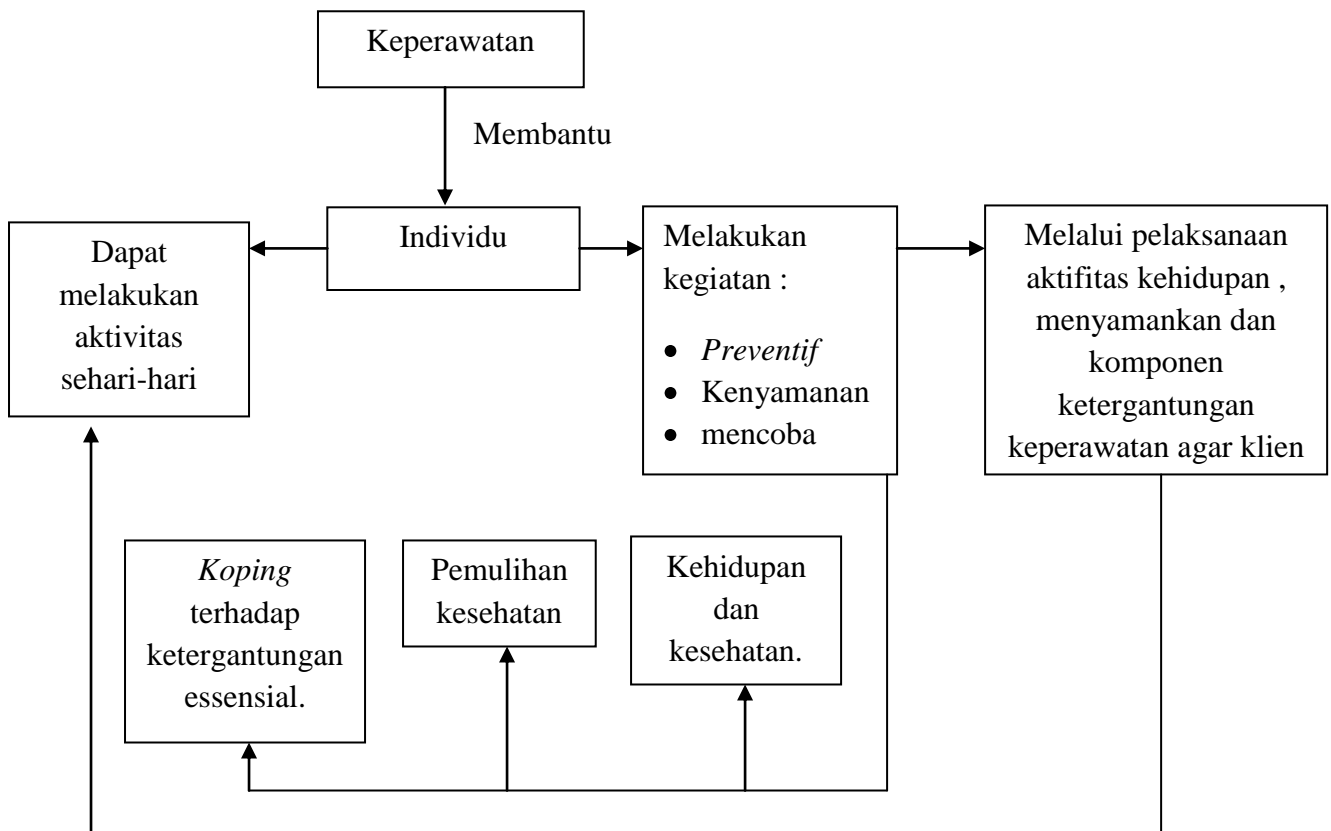 Keperawatan
Membantu
Individu
Dapat
melakukan
aktivitas
sehari-hari
Melakukan
kegiatan :
• Preventif
• Kenyamanan
• mencoba
Melalui pelaksanaan
aktifitas kehidupan ,
menyamankan dan
komponen
ketergantungan
keperawatan agar klien
Koping
terhadap
ketergantungan
essensial.
Pemulihan
kesehatan
Kehidupan
dan
kesehatan.